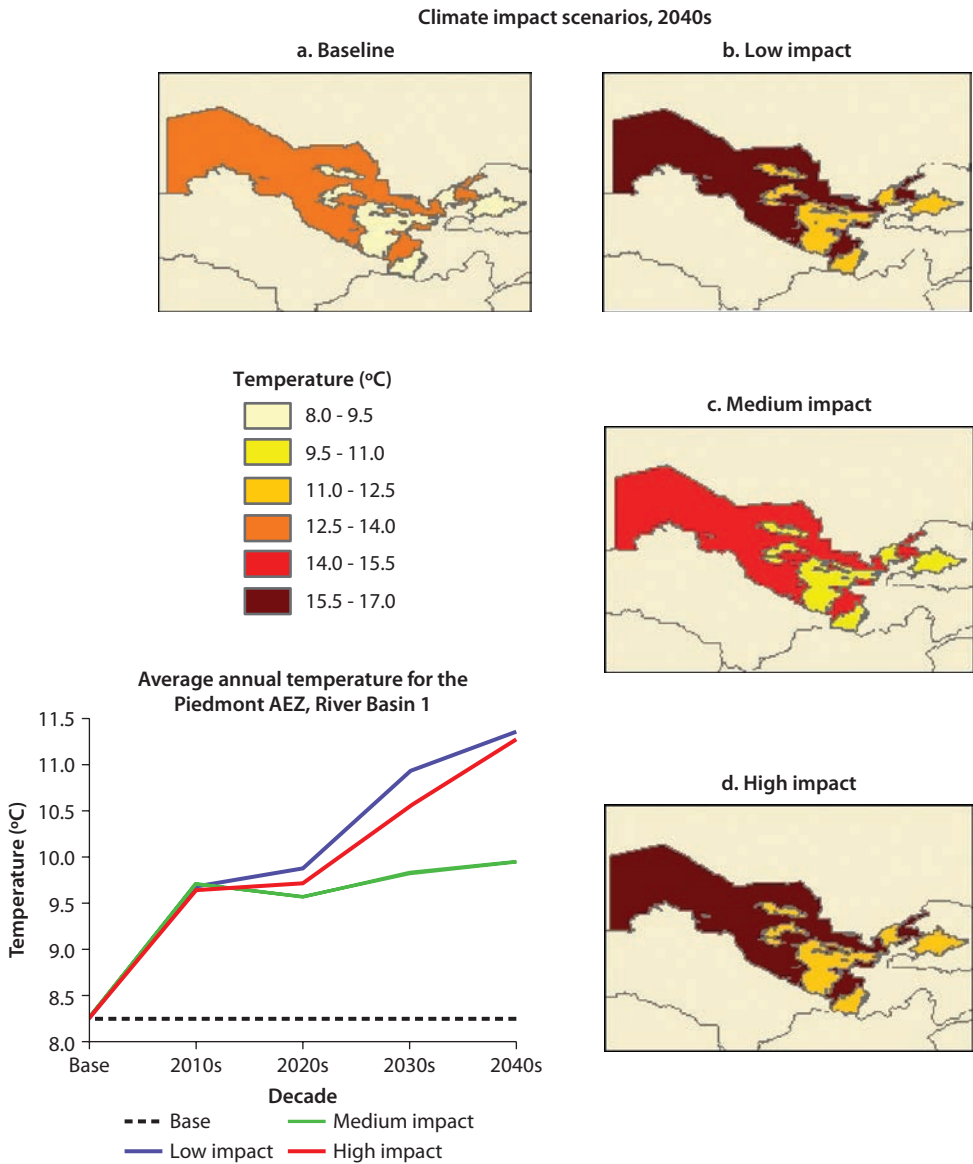 Climate impact scenarios, 2040s
a. Baseline
b. Low impact
Temperature (ºC)
8.0 - 9.5
9.5 - 11.0
11.0 - 12.5
12.5 - 14.0
14.0 - 15.5
15.5 - 17.0
c. Medium impact
Average annual temperature for the
Piedmont AEZ, River Basin 1
11.5
11.0
10.5
10.0
9.5
9.0
8.5
8.0
Temperature (ºC)
Base
2010s
2020s
2030s
2040s
Decade
Base
Medium impact
Low impact
High impact
d. High impact